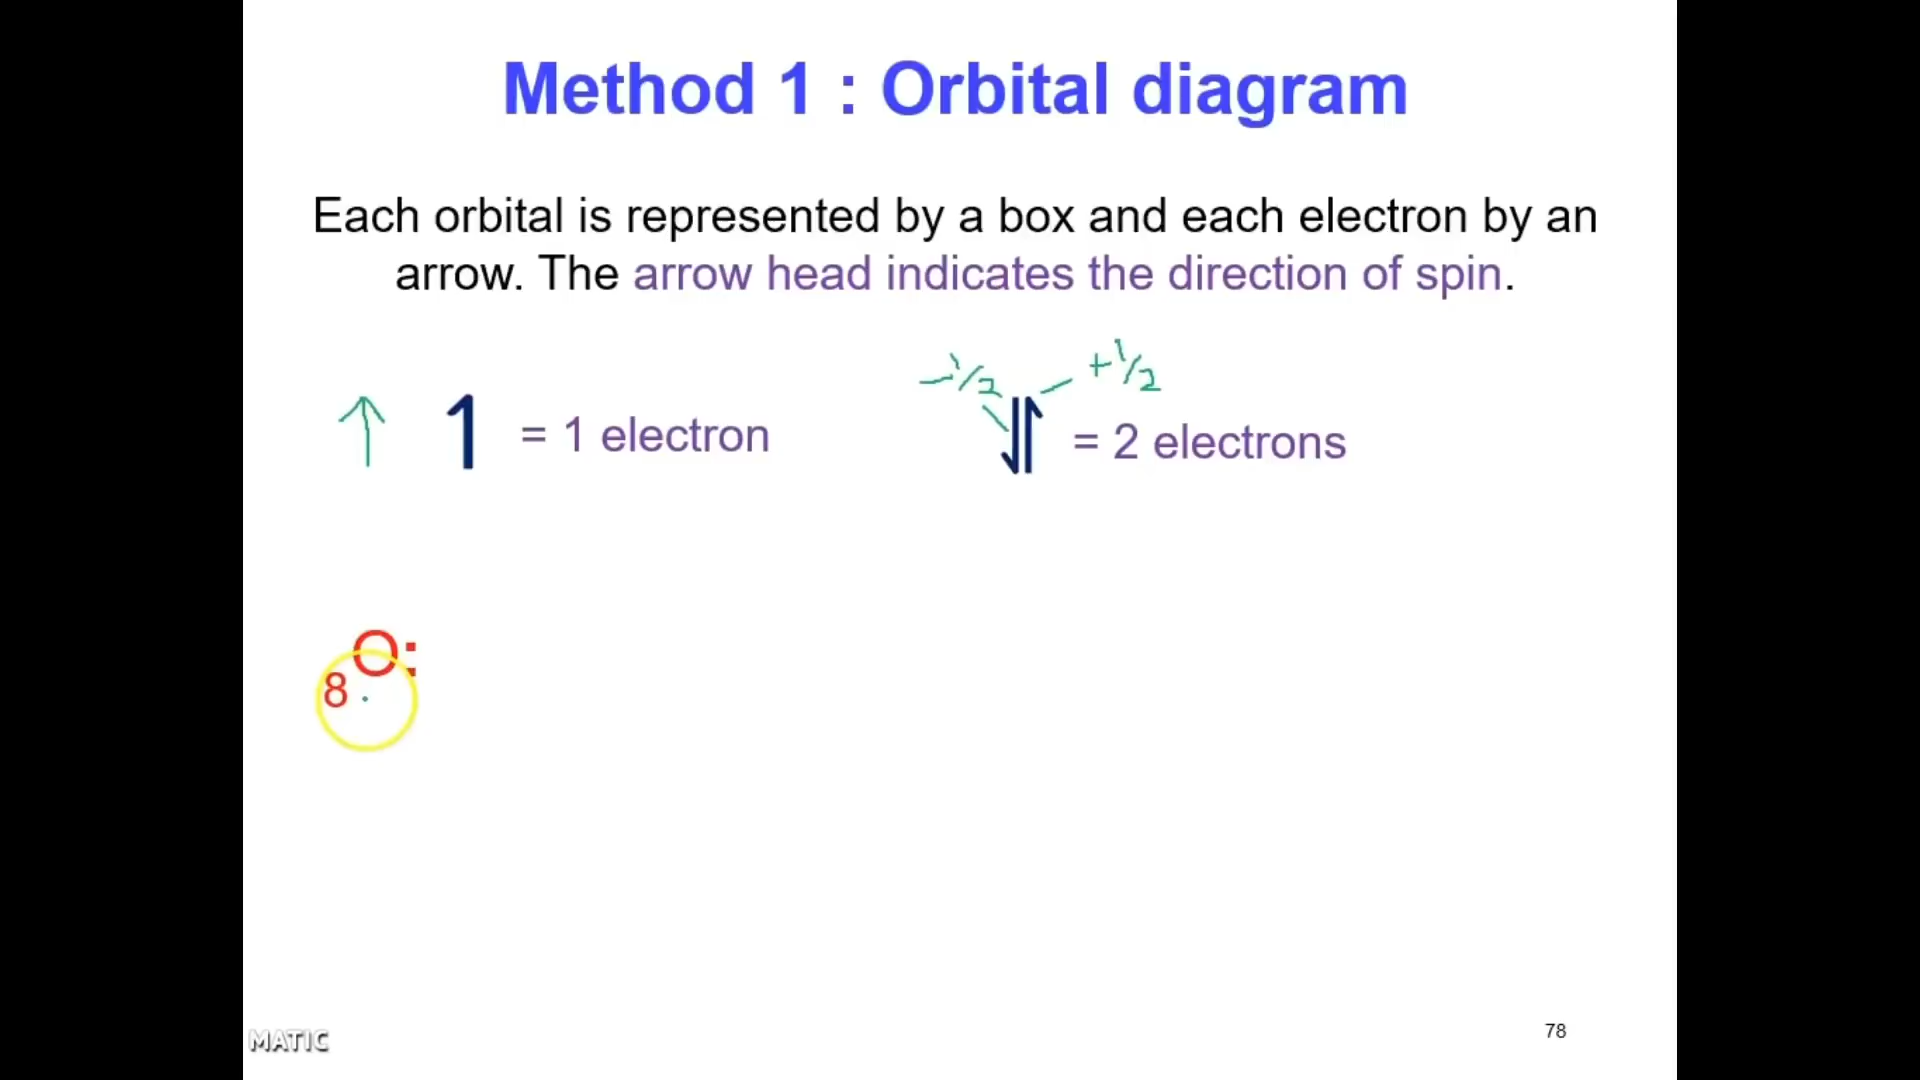 Method 1 : Orbital diagram
Each orbital is represented by a box and each electron by an
arrow. The arrow head indicates the direction of spin.
-1/2 +1/2
↑ 1 = 1 electron ⇃↾ = 2 electrons
8O:
MATIC
78